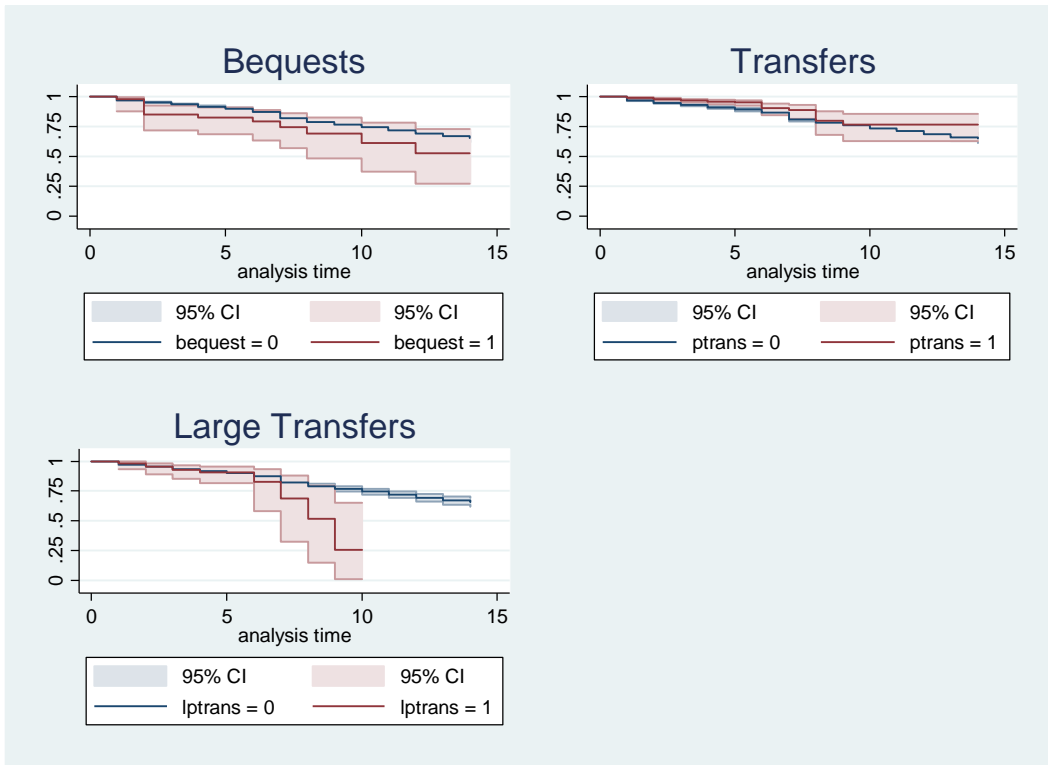 Bequests
0 .25 .5 .75 1
0 5 10 15
analysis time
95% CI 95% CI
bequest = 0 bequest = 1
Transfers
0 .25 .5 .75 1
0 5 10 15
analysis time
95% CI 95% CI
ptrans = 0 ptrans = 1
Large Transfers
0 .25 .5 .75 1
0 5 10 15
analysis time
95% CI 95% CI
lptrans = 0 lptrans = 1